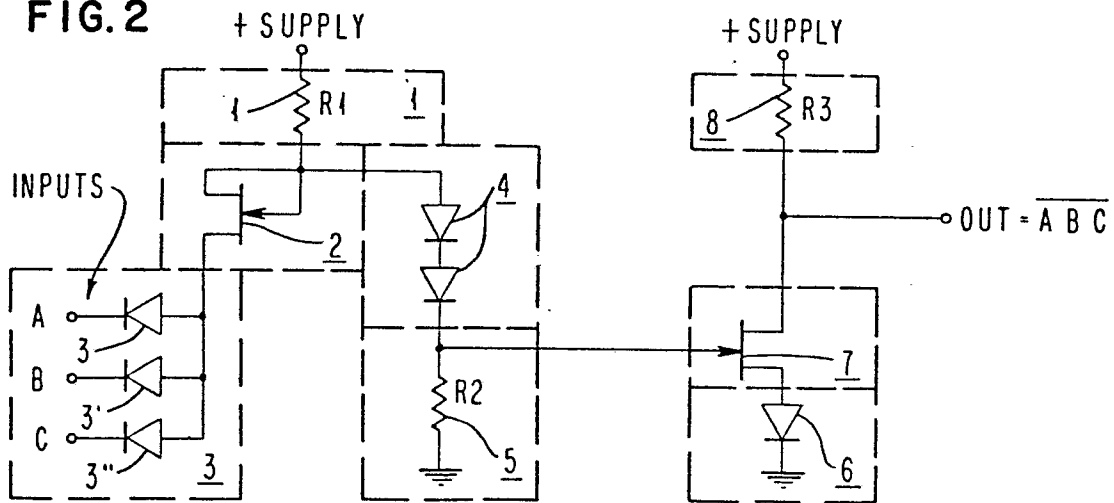 FIG. 2
+ SUPPLY
+ SUPPLY
1
R1
1
8
R3
INPUTS
4
OUT = A B C
2
A
3
7
B
3'
R2
C
3"
3
5
6